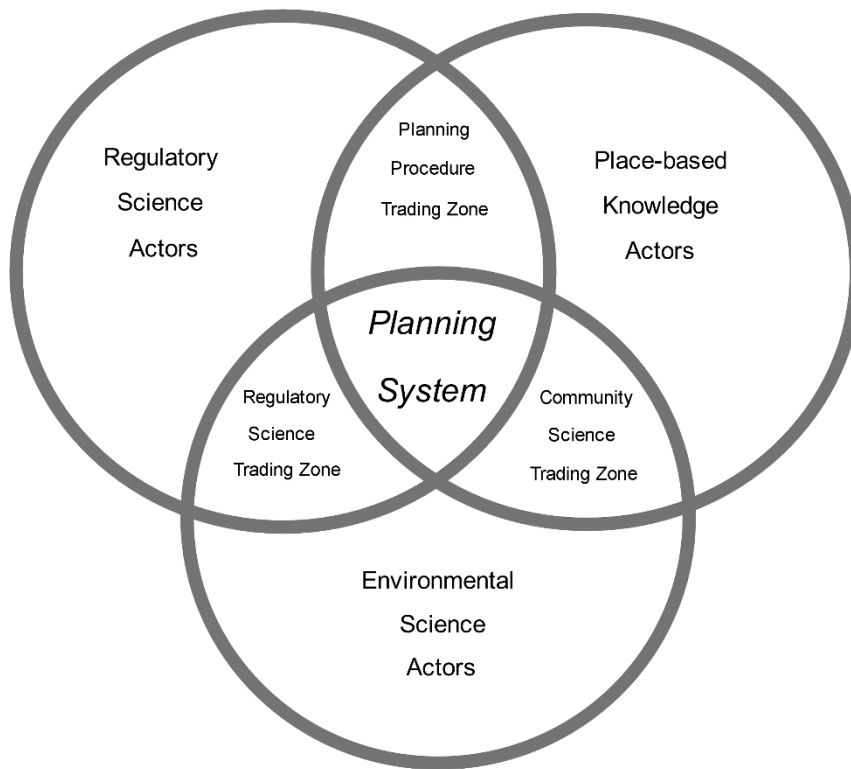 Regulatory
Science
Actors
Planning
Procedure
Trading Zone
Place-based
Knowledge
Actors
Planning
System
Regulatory
Science
Trading Zone
Community
Science
Trading Zone
Environmental
Science
Actors